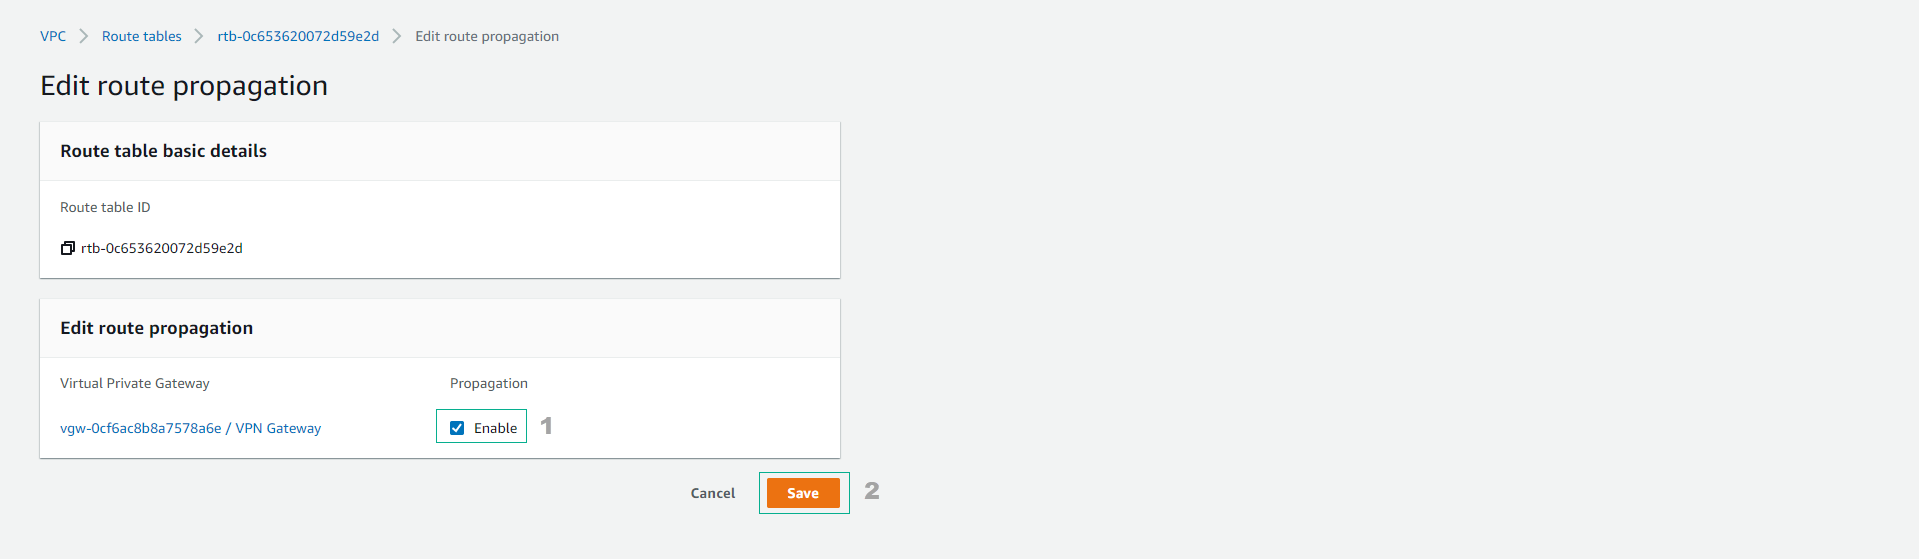 VPC > Route tables > rtb-0c653620072d59e2d > Edit route propagation
Edit route propagation
Route table basic details
Route table ID
rtb-0c653620072d59e2d
Edit route propagation
Virtual Private Gateway Propagation
vgw-0cf6ac8b8a7578a6e / VPN Gateway Enable 1
Cancel Save 2